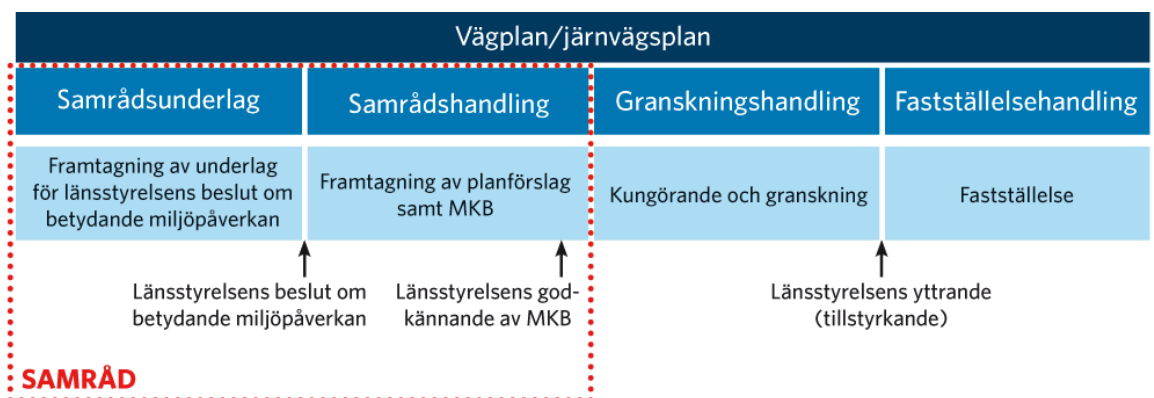 Vägplan/järnvägsplan
Samrådsunderlag
Samrådshandling
Granskningshandling
Fastställelsehandling
Framtagning av underlag
för länsstyrelsens beslut om
betydande miljöpåverkan
Framtagning av planförslag
samt MKB
Kungörande och granskning
Fastställelse
Länsstyrelsens beslut om
betydande miljöpåverkan
Länsstyrelsens god-
kännande av MKB
Länsstyrelsens yttrande
(tillstyrkande)
SAMRÅD